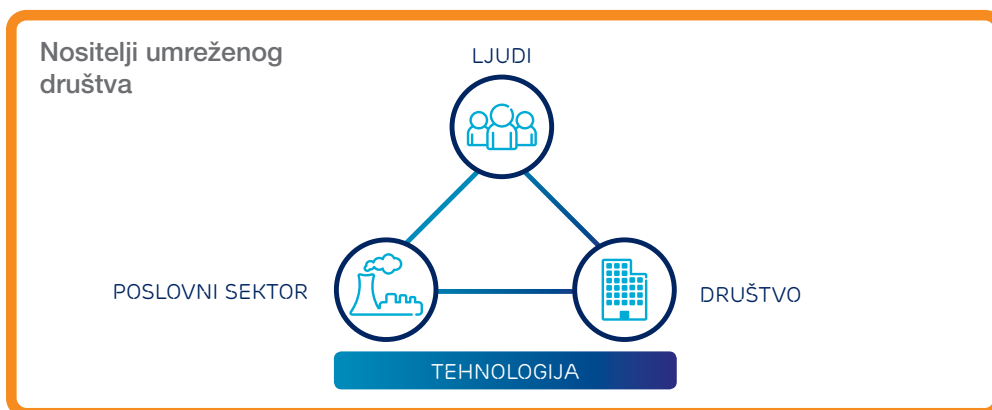 Nositelji umreženog
društva
LJUDI
POSLOVNI SEKTOR
DRUŠTVO
TEHNOLOGIJA